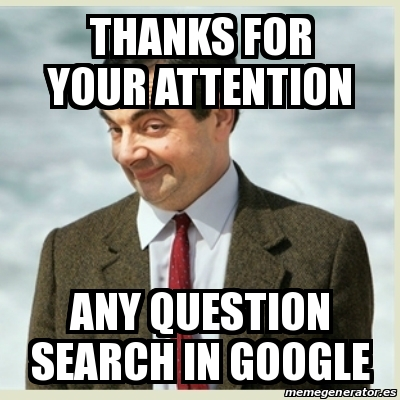 THANKS FOR
YOUR ATTENTION
ANY QUESTION
SEARCH IN GOOGLE
memegenerator.es